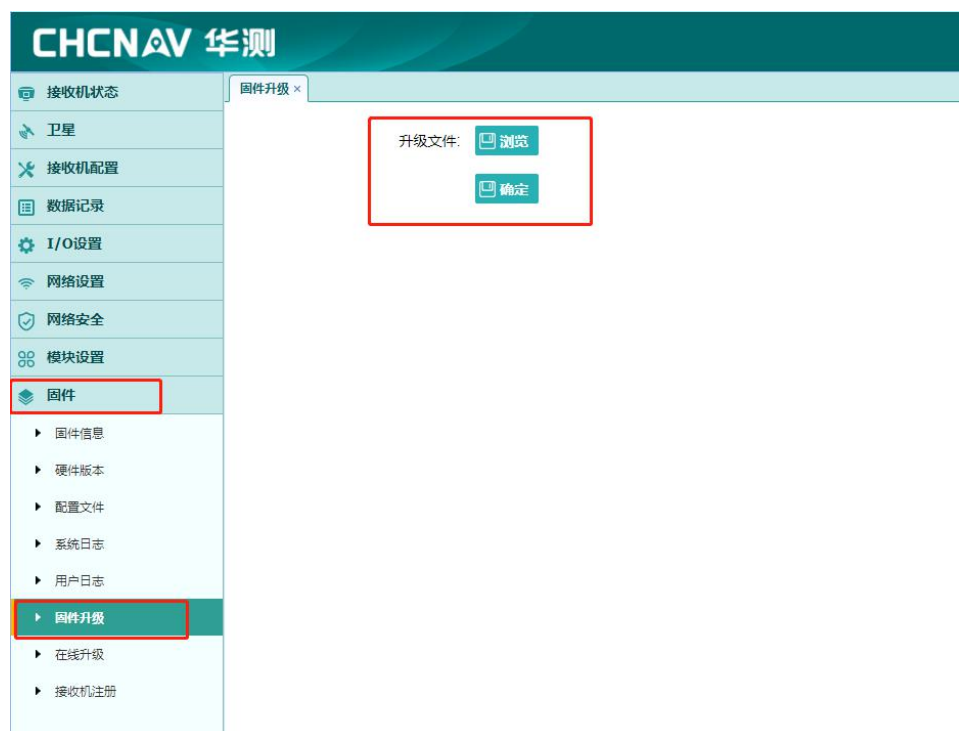 CHCNAV 华测
接收机状态
卫星
接收机配置
数据记录
I/O设置
网络设置
网络安全
模块设置
固件
固件信息
硬件版本
配置文件
系统日志
用户日志
固件升级
在线升级
接收机注册
固件升级 ×
升级文件: 浏览
确定